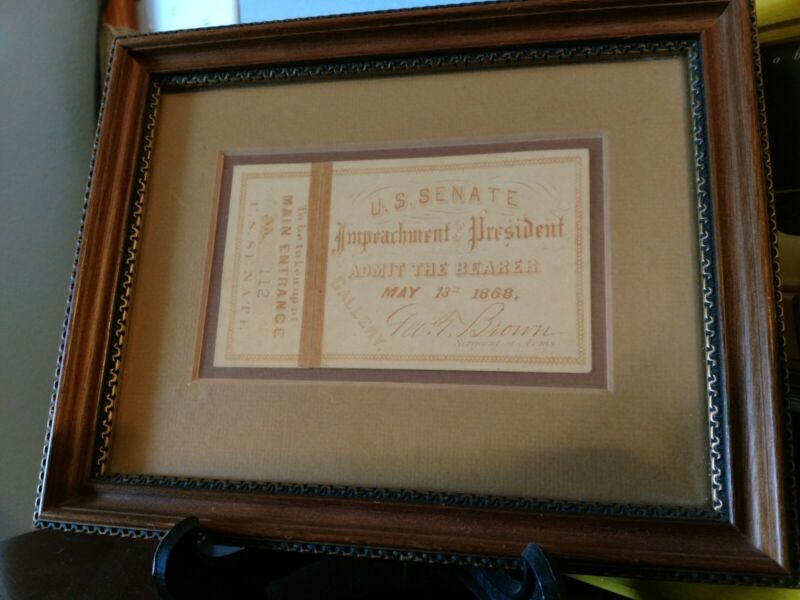 To be taken up at
MAIN ENTRANCE
No. 112
U. S. SENATE
U. S. SENATE
Impeachment of President
ADMIT THE BEARER
MAY 13TH 1868,
GALLERY.
Geo. T. Brown
Sergeant at Arms